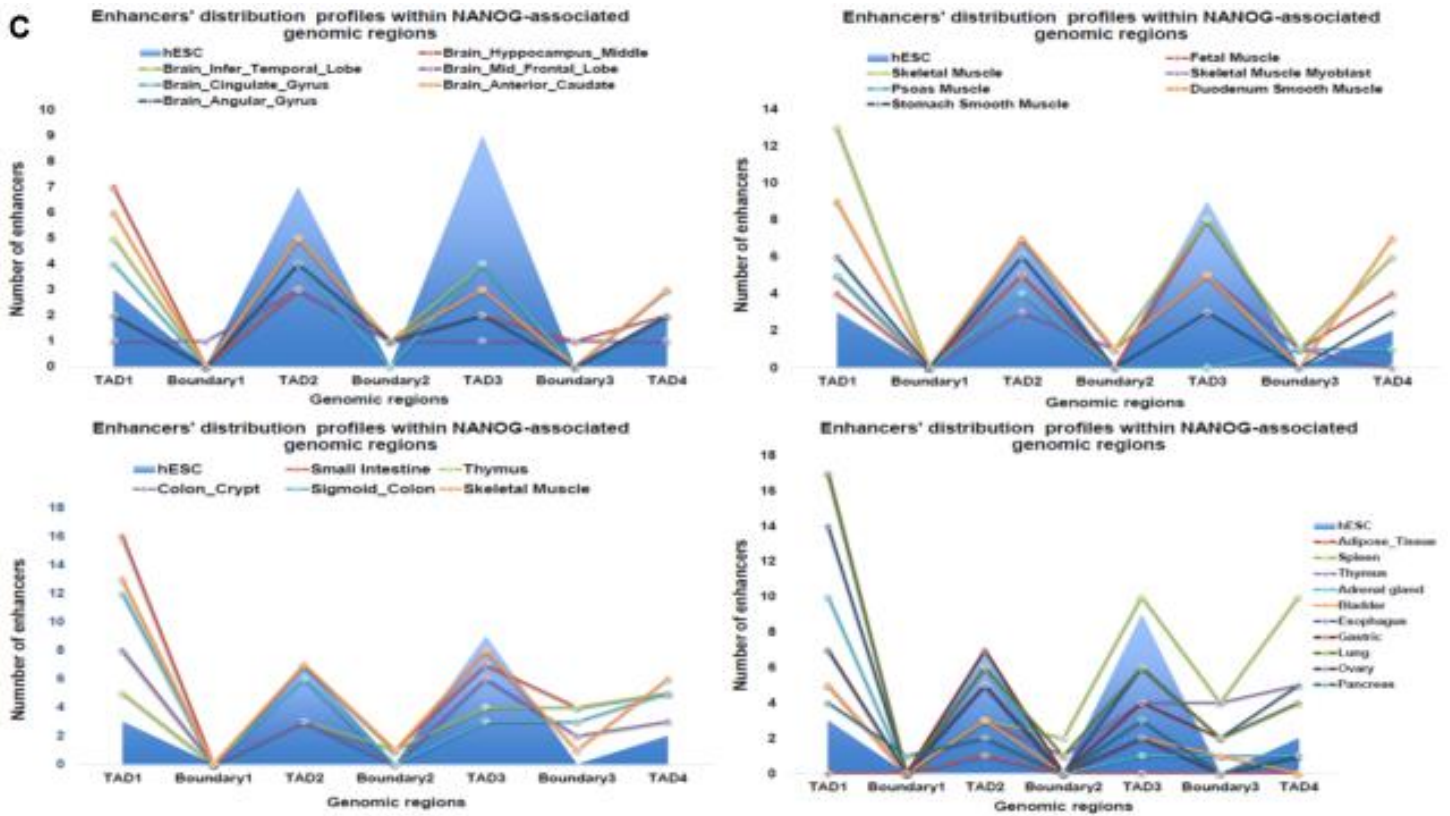 C
Enhancers' distribution profiles within NANOG-associated
genomic regions
hESC
Brain_Hyppocampus_Middle
Brain_Infer_Temporal_Lobe
Brain_Mid_Frontal_Lobe
Brain_Cingulate_Gyrus
Brain_Anterior_Caudate
Brain_Angular_Gyrus
Number of enhancers
10
9
8
7
6
5
4
3
2
1
0
TAD1 Boundary1 TAD2 Boundary2 TAD3 Boundary3 TAD4
Genomic regions
Enhancers' distribution profiles within NANOG-associated
genomic regions
hESC
Fetal Muscle
Skeletal Muscle
Skeletal Muscle Myoblast
Psoas Muscle
Duodenum Smooth Muscle
Stomach Smooth Muscle
Number of enhancers
14
12
10
8
6
4
2
0
TAD1 Boundary1 TAD2 Boundary2 TAD3 Boundary3 TAD4
Genomic regions
Enhancers' distribution profiles within NANOG-associated
genomic regions
hESC Small Intestine Thymus
Colon_Crypt Sigmoid_Colon Skeletal Muscle
Numnber of enhancers
18
16
14
12
10
8
6
4
2
0
TAD1 Boundary1 TAD2 Boundary2 TAD3 Boundary3 TAD4
Genomic regions
Enhancers' distribution profiles within NANOG-associated
genomic regions
Number of enhancers
18
16
14
12
10
8
6
4
2
0
TAD1 Boundary1 TAD2 Boundary2 TAD3 Boundary3 TAD4
Genomic regions
hESC
Adipose_Tissue
Spleen
Thymus
Adrenal gland
Bladder
Esophagus
Gastric
Lung
Ovary
Pancreas